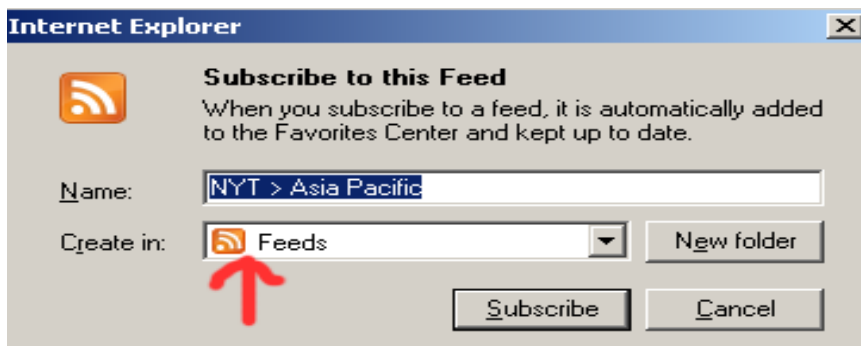 Internet Explorer
Subscribe to this Feed
When you subscribe to a feed, it is automatically added
to the Favorites Center and kept up to date.
Name: NYT > Asia Pacific
Create in: Feeds New folder
Subscribe Cancel